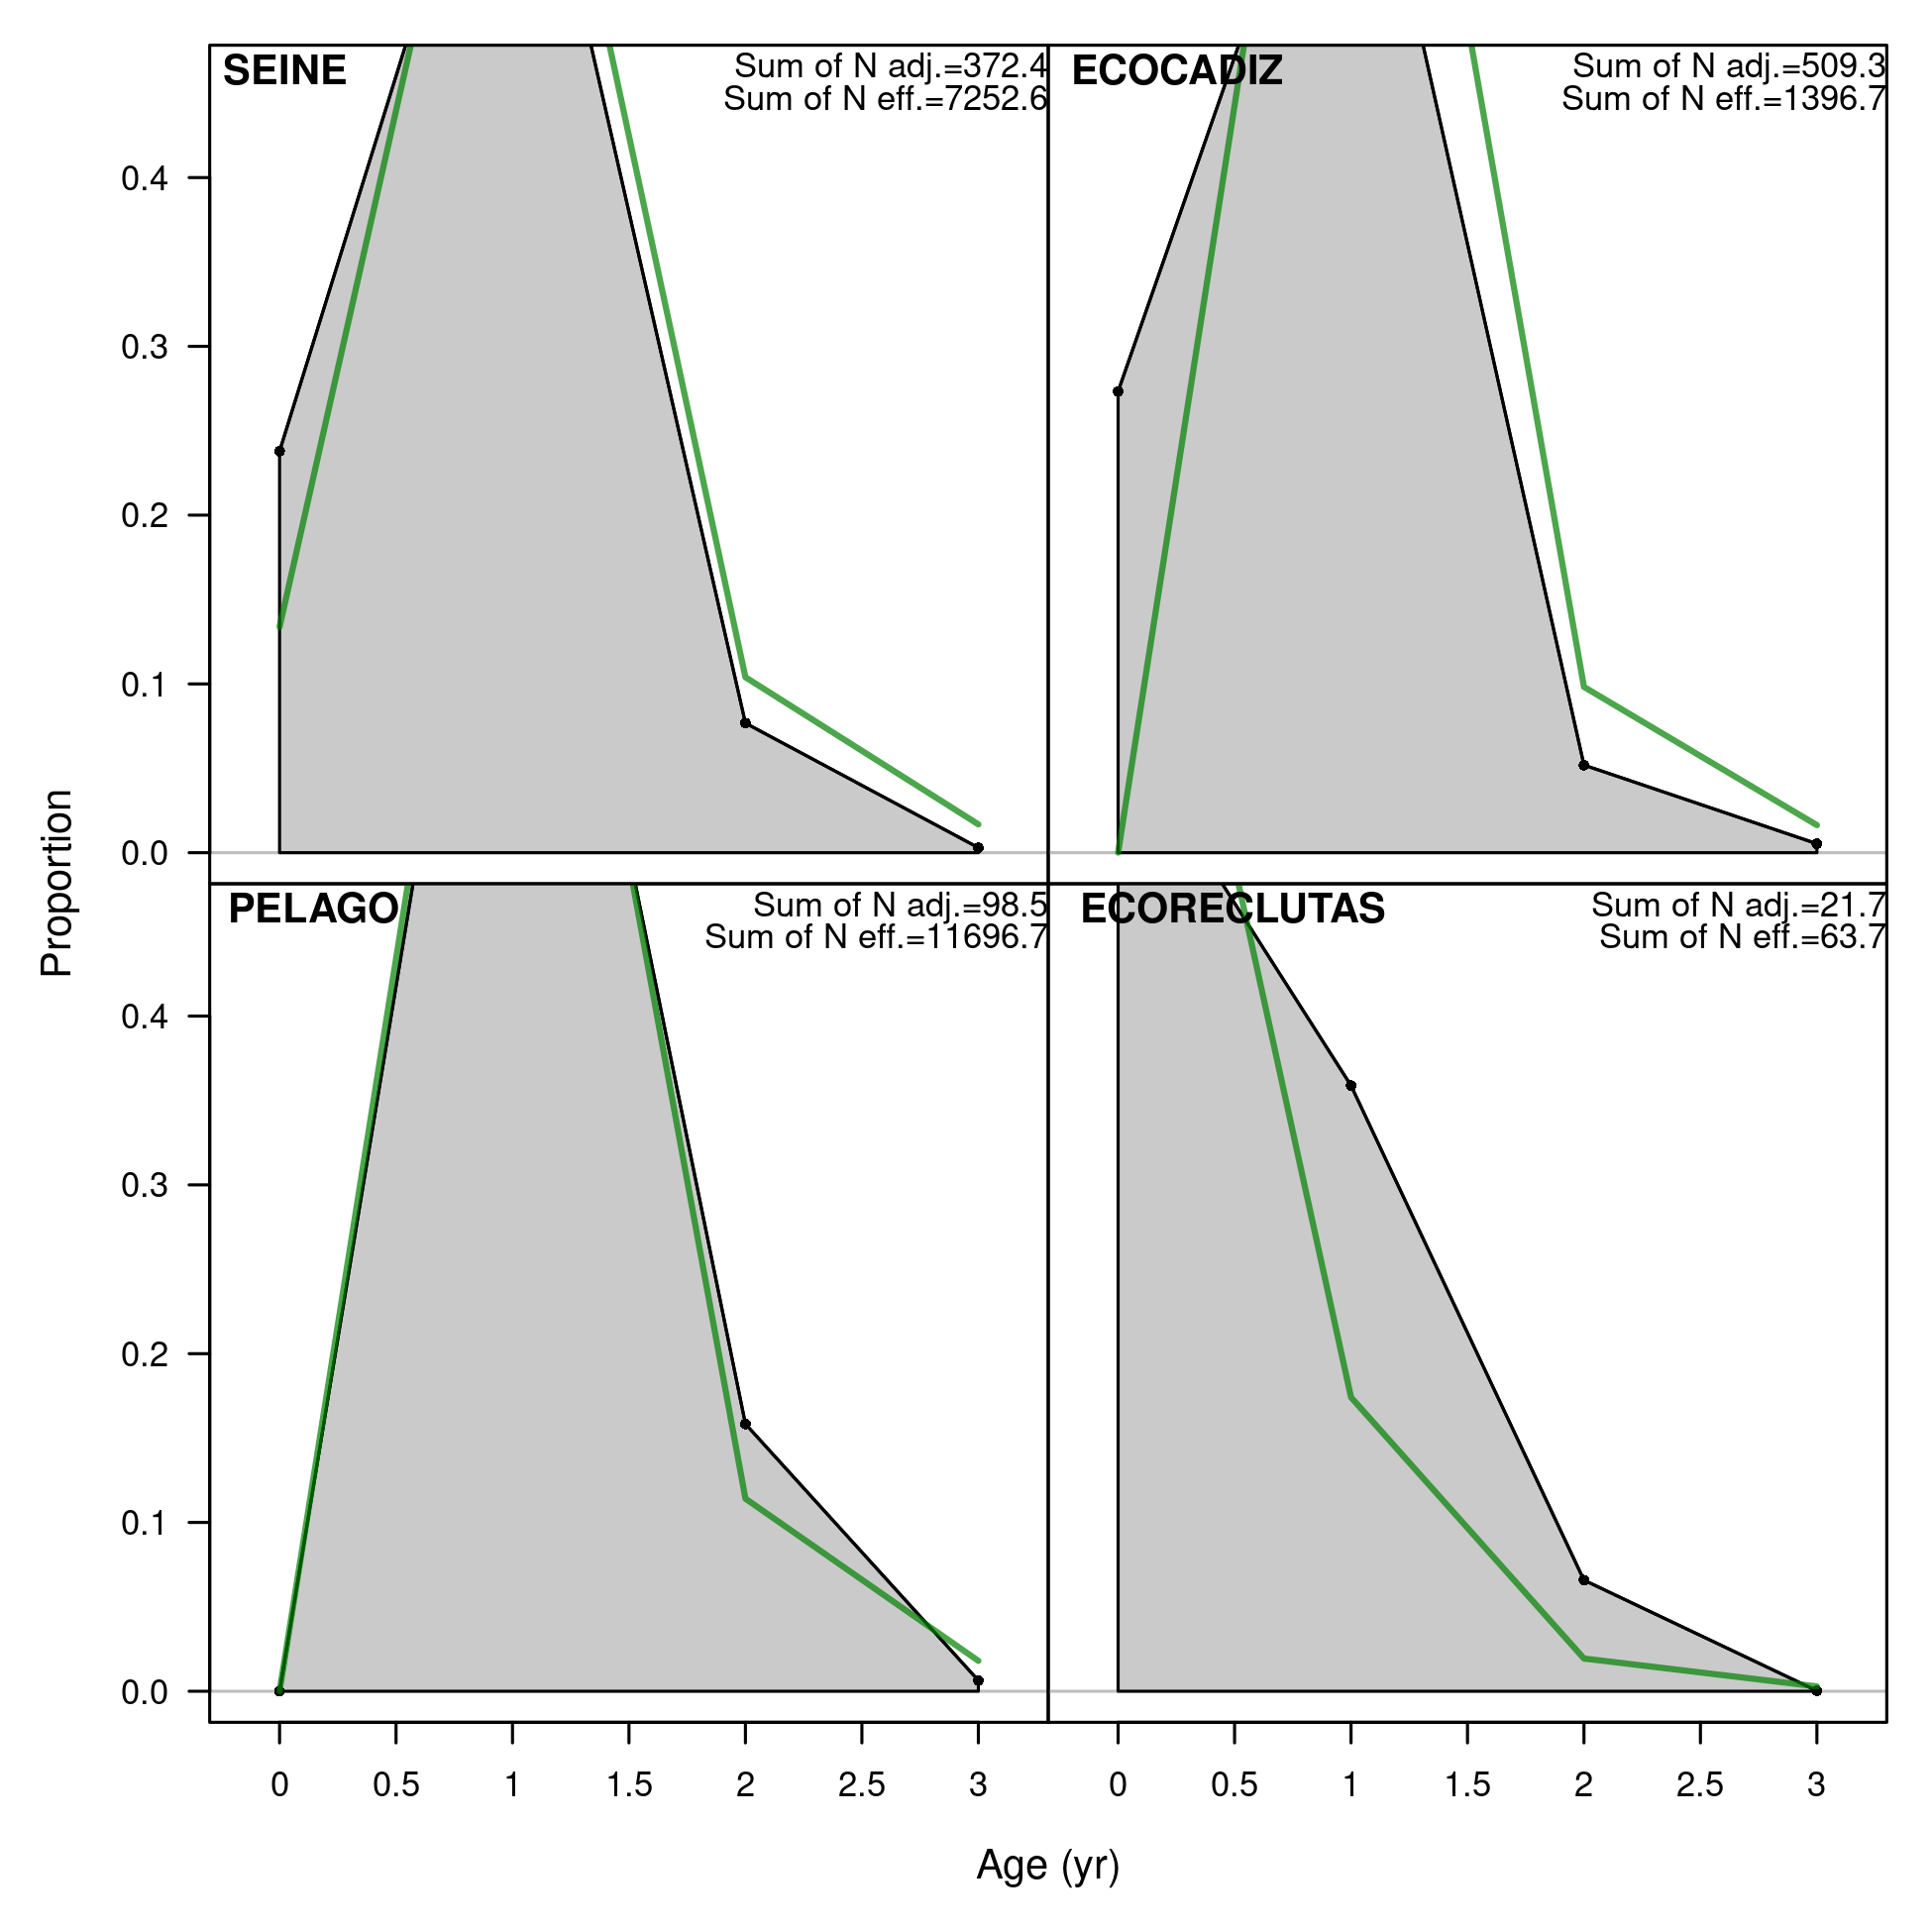 SEINE
Sum of N adj.=372.4
Sum of N eff.=7252.6
ECOCADIZ
Sum of N adj.=509.3
Sum of N eff.=1396.7
0.4
0.3
0.2
0.1
0.0
PELAGO
Sum of N adj.=98.5
Sum of N eff.=11696.7
ECORECLUTAS
Sum of N adj.=21.7
Sum of N eff.=63.7
0.4
0.3
0.2
0.1
0.0
Proportion
0 0.5 1 1.5 2 2.5 3
0 0.5 1 1.5 2 2.5 3
Age (yr)